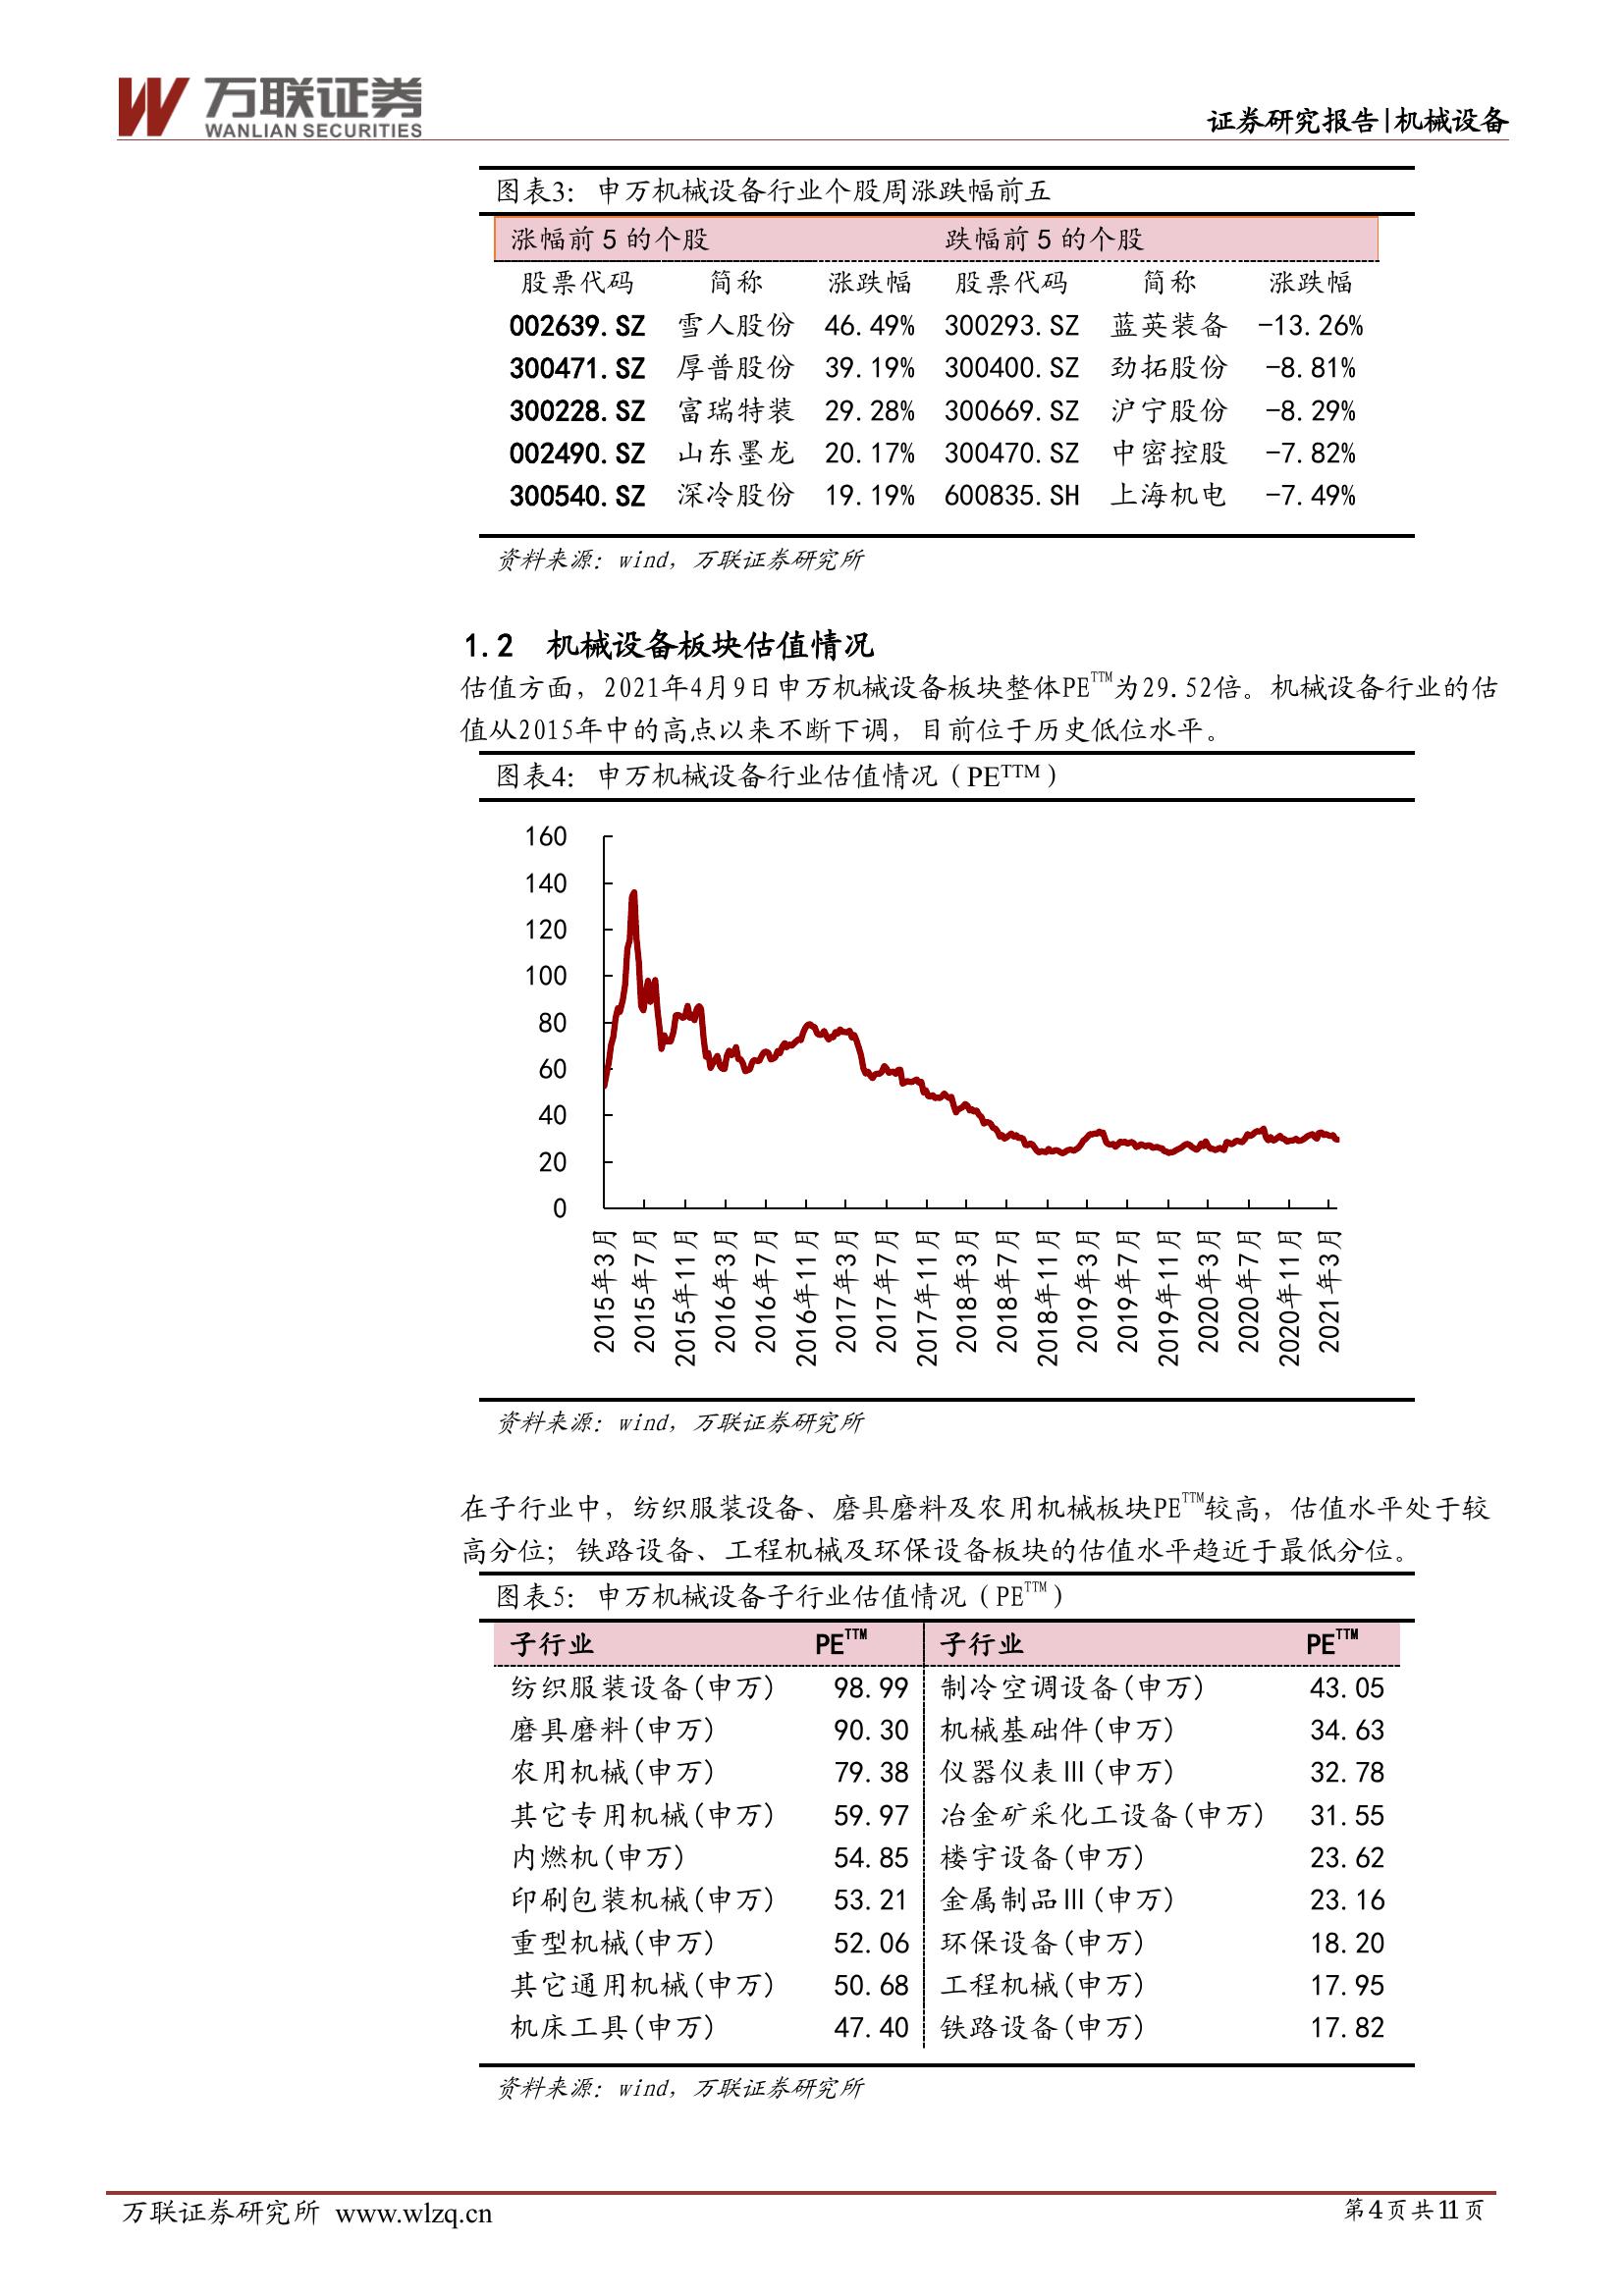 万联证券
WANLIAN SECURITIES
证券研究报告|机械设备
图表3：申万机械设备行业个股周涨跌幅前五
涨幅前 5 的个股 跌幅前 5 的个股
股票代码 简称 涨跌幅 股票代码 简称 涨跌幅
002639.SZ 雪人股份 46.49% 300293.SZ 蓝英装备 -13.26%
300471.SZ 厚普股份 39.19% 300400.SZ 劲拓股份 -8.81%
300228.SZ 富瑞特装 29.28% 300669.SZ 沪宁股份 -8.29%
002490.SZ 山东墨龙 20.17% 300470.SZ 中密控股 -7.82%
300540.SZ 深冷股份 19.19% 600835.SH 上海机电 -7.49%
资料来源：wind，万联证券研究所
1.2 机械设备板块估值情况
估值方面，2021年4月9日申万机械设备板块整体PETTM为29.52倍。机械设备行业的估
值从2015年中的高点以来不断下调，目前位于历史低位水平。
图表4：申万机械设备行业估值情况（PETTM）
160
140
120
100
80
60
40
20
0
2015年3月
2015年7月
2015年11月
2016年3月
2016年7月
2016年11月
2017年3月
2017年7月
2017年11月
2018年3月
2018年7月
2018年11月
2019年3月
2019年7月
2019年11月
2020年3月
2020年7月
2020年11月
2021年3月
资料来源：wind，万联证券研究所
在子行业中，纺织服装设备、磨具磨料及农用机械板块PETTM较高，估值水平处于较
高分位；铁路设备、工程机械及环保设备板块的估值水平趋近于最低分位。
图表5：申万机械设备子行业估值情况（PETTM）
子行业 PETTM 子行业 PETTM
纺织服装设备(申万) 98.99 制冷空调设备(申万) 43.05
磨具磨料(申万) 90.30 机械基础件(申万) 34.63
农用机械(申万) 79.38 仪器仪表Ⅲ(申万) 32.78
其它专用机械(申万) 59.97 冶金矿采化工设备(申万) 31.55
内燃机(申万) 54.85 楼宇设备(申万) 23.62
印刷包装机械(申万) 53.21 金属制品Ⅲ(申万) 23.16
重型机械(申万) 52.06 环保设备(申万) 18.20
其它通用机械(申万) 50.68 工程机械(申万) 17.95
机床工具(申万) 47.40 铁路设备(申万) 17.82
资料来源：wind，万联证券研究所
万联证券研究所 www.wlzq.cn 第4页共11页